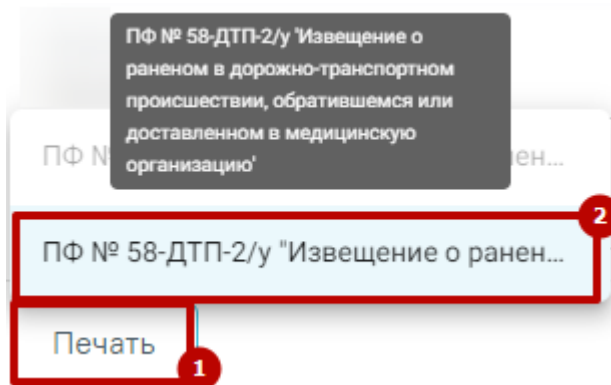 ПФ № 58-ДТП-2/у 'Извещение о
раненом в дорожно-транспортном
происшествии, обратившемся или
доставленном в медицинскую
организацию'
ПФ № ен...
ПФ № 58-ДТП-2/у "Извещение о ранен...
2
Печать
1